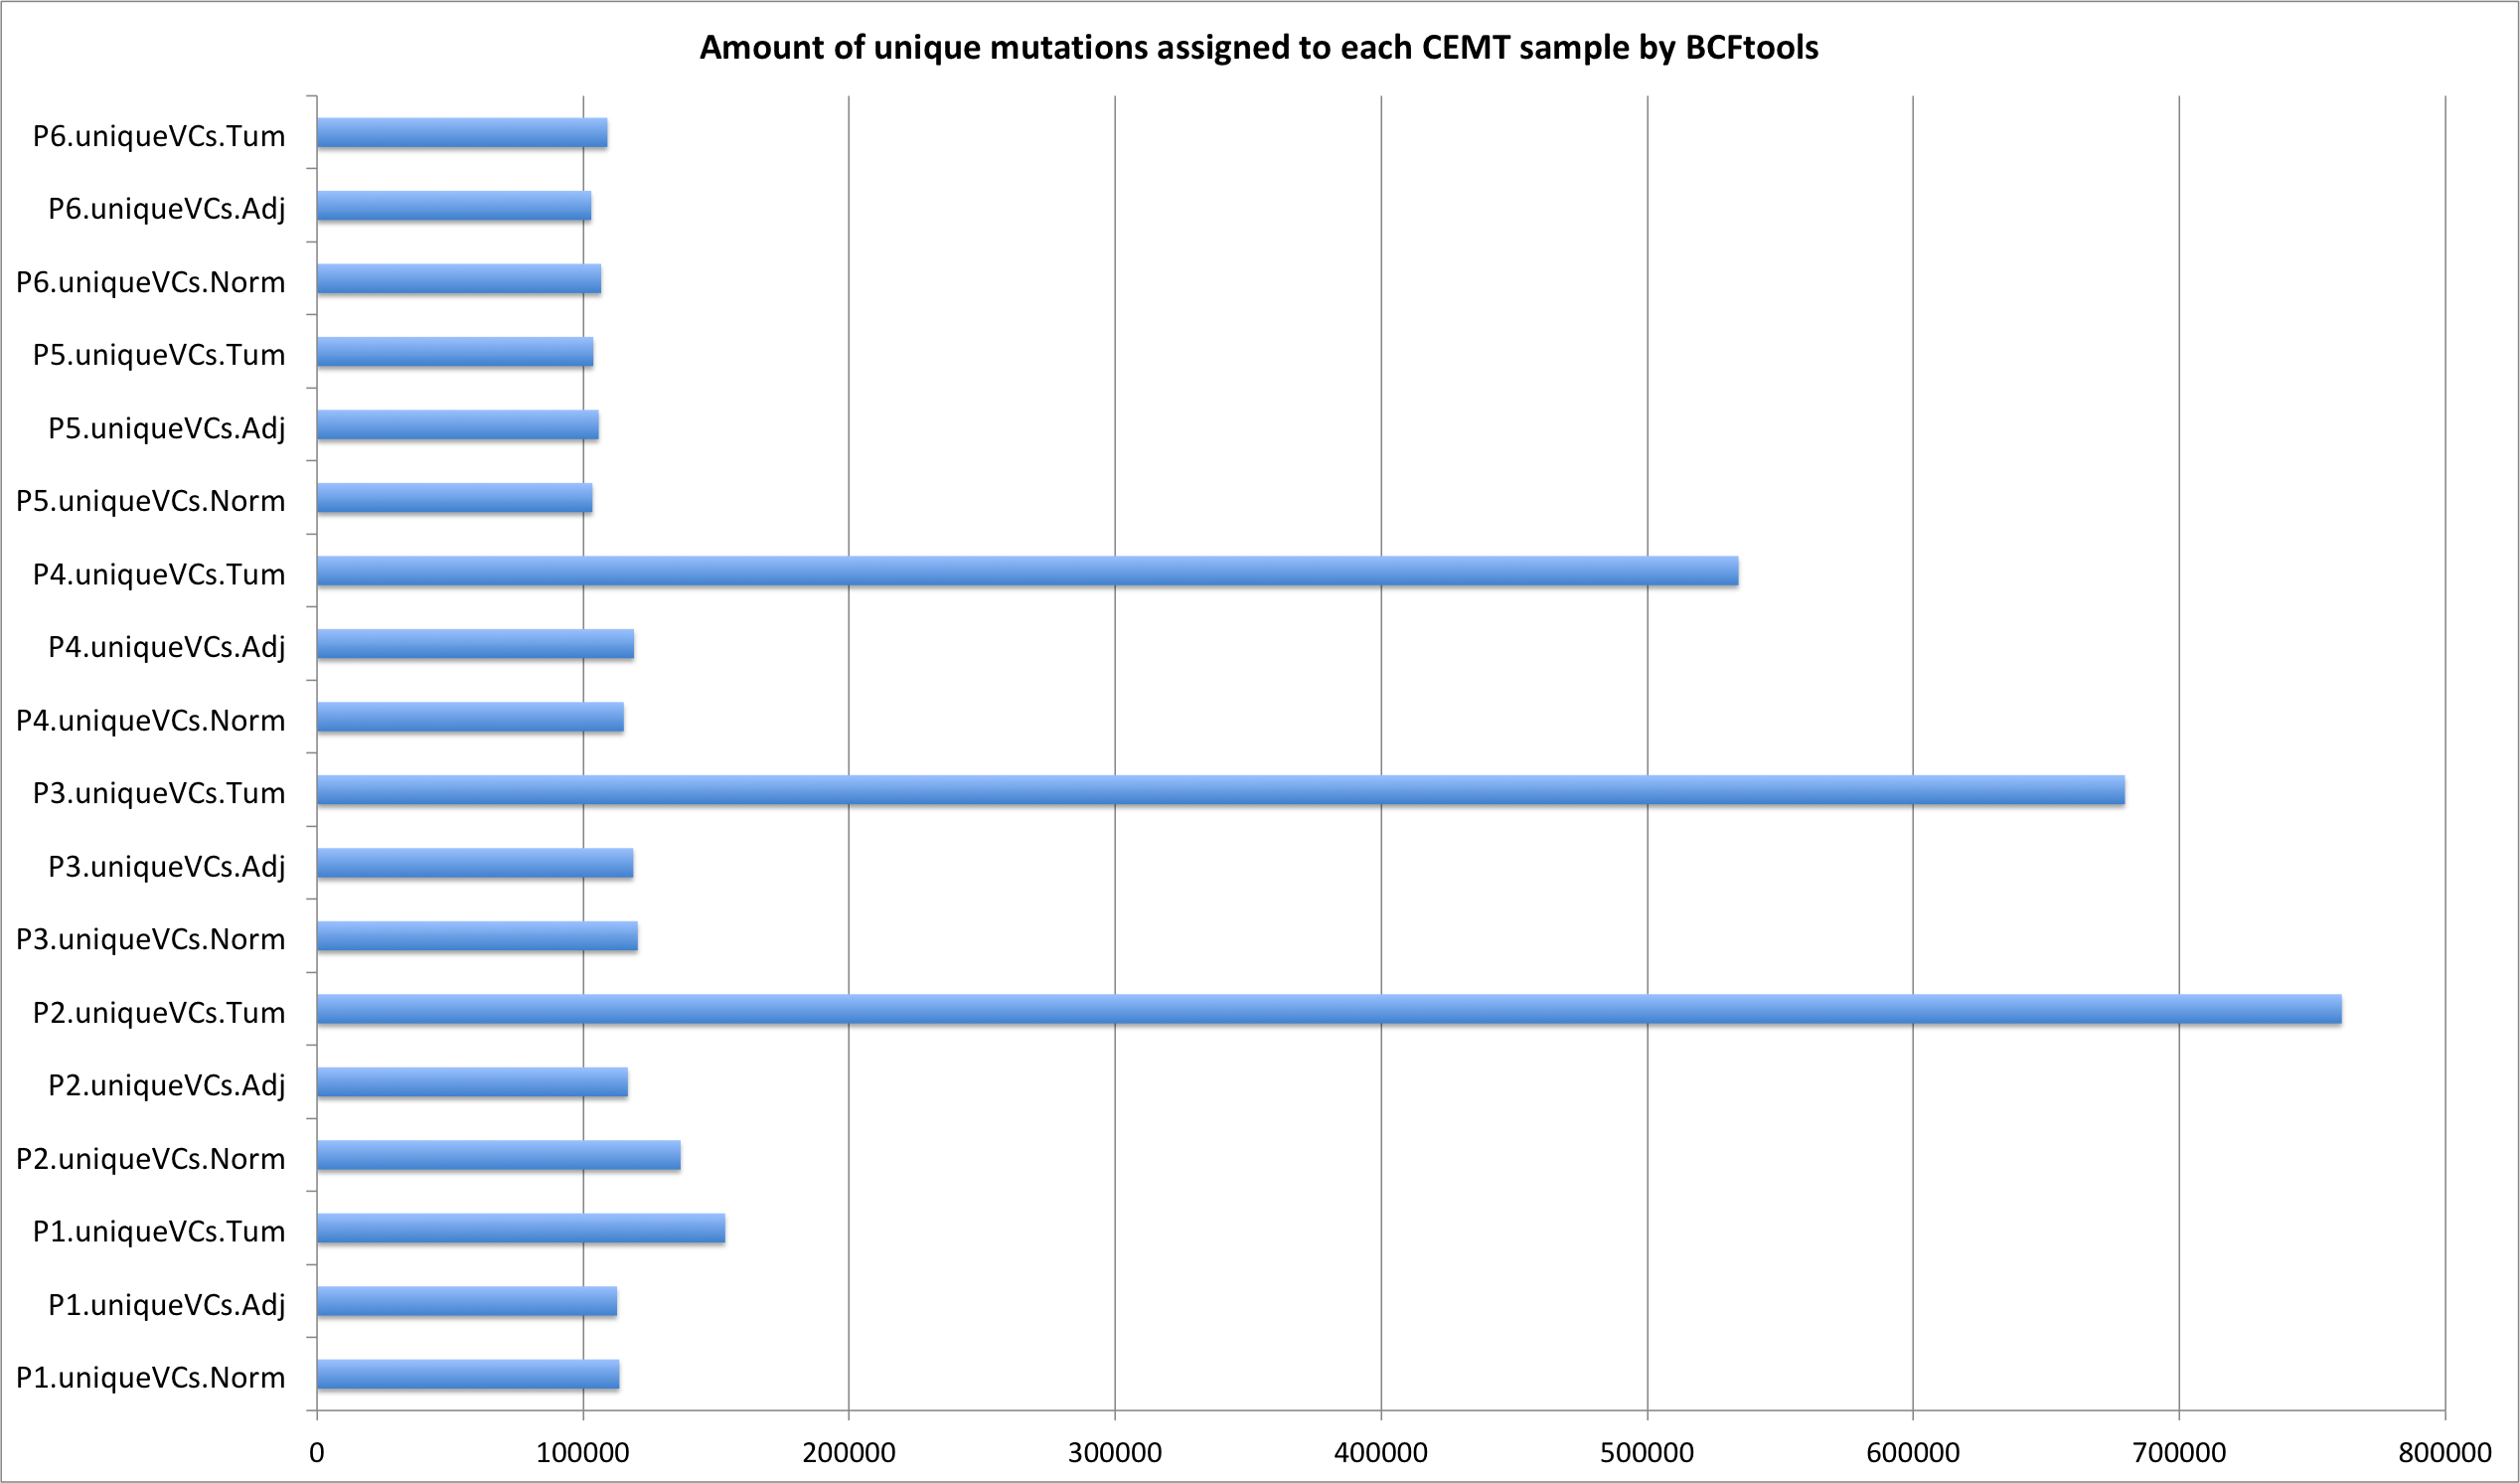 Amount of unique mutations assigned to each CEMT sample by BCFtools
P6.uniqueVCs.Tum
P6.uniqueVCs.Adj
P6.uniqueVCs.Norm
P5.uniqueVCs.Tum
P5.uniqueVCs.Adj
P5.uniqueVCs.Norm
P4.uniqueVCs.Tum
P4.uniqueVCs.Adj
P4.uniqueVCs.Norm
P3.uniqueVCs.Tum
P3.uniqueVCs.Adj
P3.uniqueVCs.Norm
P2.uniqueVCs.Tum
P2.uniqueVCs.Adj
P2.uniqueVCs.Norm
P1.uniqueVCs.Tum
P1.uniqueVCs.Adj
P1.uniqueVCs.Norm
0 100000 200000 300000 400000 500000 600000 700000 800000